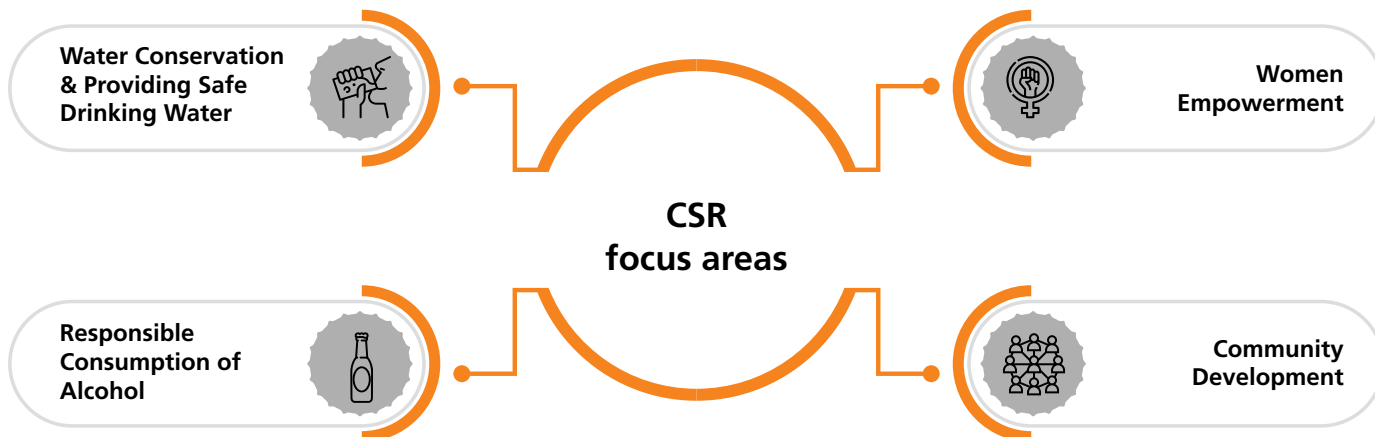 Water Conservation
& Providing Safe
Drinking Water
Women
Empowerment
CSR
focus areas
Responsible
Consumption of
Alcohol
Community
Development